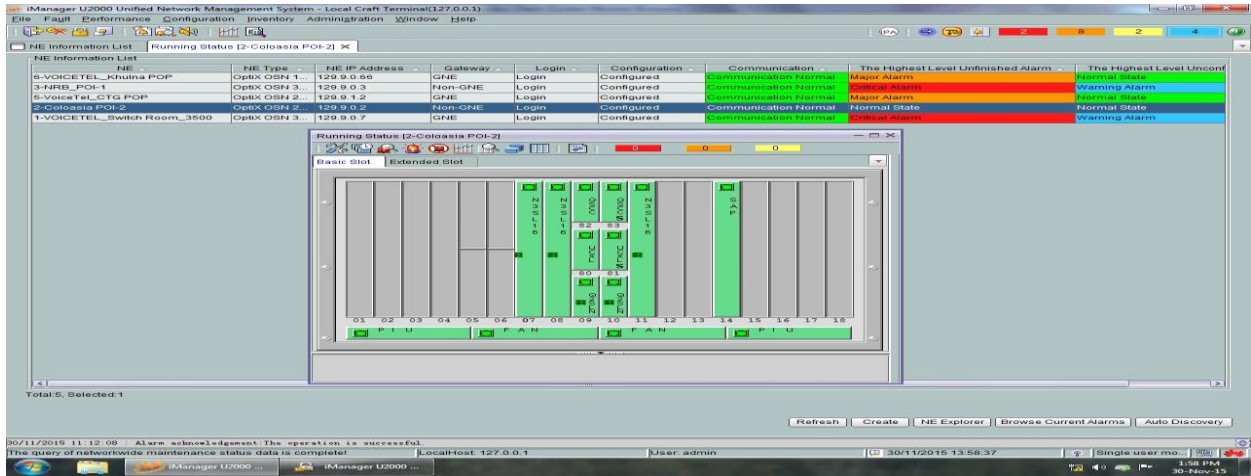 iManager U2000 Unified Network Management System - Local Craft Terminal(127.0.0.1)
File Fault Performance Configuration Inventory Administration Window Help
2 8 2 4
NE Information List Running Status [2-Coloasia POI-2]
NE Information List
NE NE Type NE IP Address Gateway Login Configuration Communication The Highest Level Unfinished Alarm The Highest Level Unconf
6-VOICETEL_Khulna POP OptiX OSN 1... 129.9.0.66 GNE Login Configured Communication Normal Major Alarm Normal State
3-NRB_POI-1 OptiX OSN 3... 129.9.0.3 Non-GNE Login Configured Communication Normal Critical Alarm Warning Alarm
5-VoiceTel_CTG POP OptiX OSN 2... 129.9.1.2 GNE Login Configured Communication Normal Major Alarm Normal State
2-Coloasia POI-2 OptiX OSN 2... 129.9.0.2 Non-GNE Login Configured Communication Normal Normal State Normal State
1-VOICETEL_Switch Room_3500 OptiX OSN 3... 129.9.0.7 GNE Login Configured Communication Normal Critical Alarm Warning Alarm
Running Status [2-Coloasia POI-2]
0 0 0
Basic Slot Extended Slot
N3SL16 N3SL16 N3SL16 SAP
82 83
80 81
01 02 03 04 05 06 07 08 09 10 11 12 13 14 15 16 17 18
PIU FAN FAN PIU
Total:5, Selected:1
Refresh Create NE Explorer Browse Current Alarms Auto Discovery
30/11/2015 11:12:08 : Alarm acknowledgement:The operation is successful.
The query of networkwide maintenance status data is complete! LocalHost: 127.0.0.1 User: admin 30/11/2015 13:58:37 Single user mo...
iManager U2000 ... iManager U2000 ... 1:58 PM
30-Nov-15